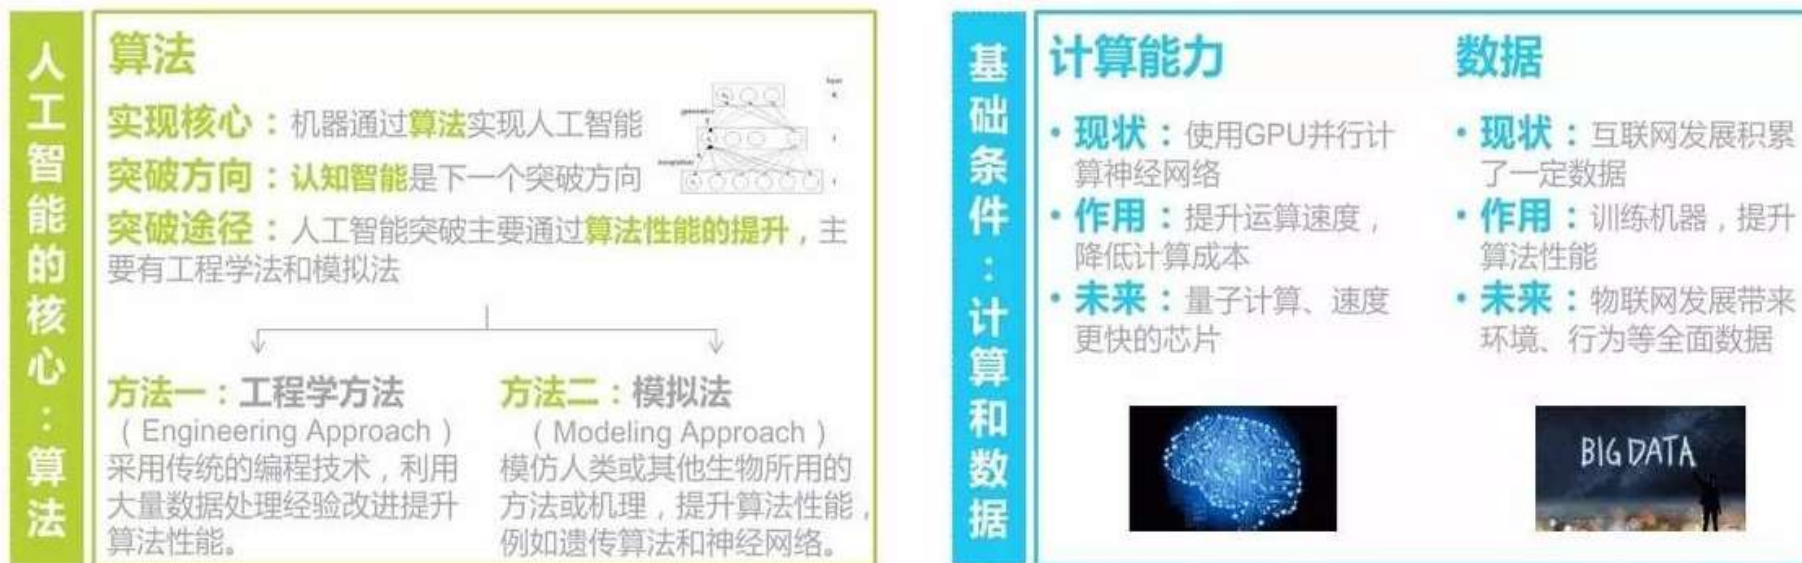 人工智能的核心：算法
算法
实现核心：机器通过算法实现人工智能
突破方向：认知智能是下一个突破方向
突破途径：人工智能突破主要通过算法性能的提升，主
要有工程学法和模拟法
方法一：工程学方法
（Engineering Approach）
采用传统的编程技术，利用
大量数据处理经验改进提升
算法性能。
方法二：模拟法
（Modeling Approach）
模仿人类或其他生物所用的
方法或机理，提升算法性能，
例如遗传算法和神经网络。
基础条件：计算和数据
计算能力
• 现状：使用GPU并行计
算神经网络
• 作用：提升运算速度，
降低计算成本
• 未来：量子计算、速度
更快的芯片
数据
• 现状：互联网发展积累
了一定数据
• 作用：训练机器，提升
算法性能
• 未来：物联网发展带来
环境、行为等全面数据
BIG DATA